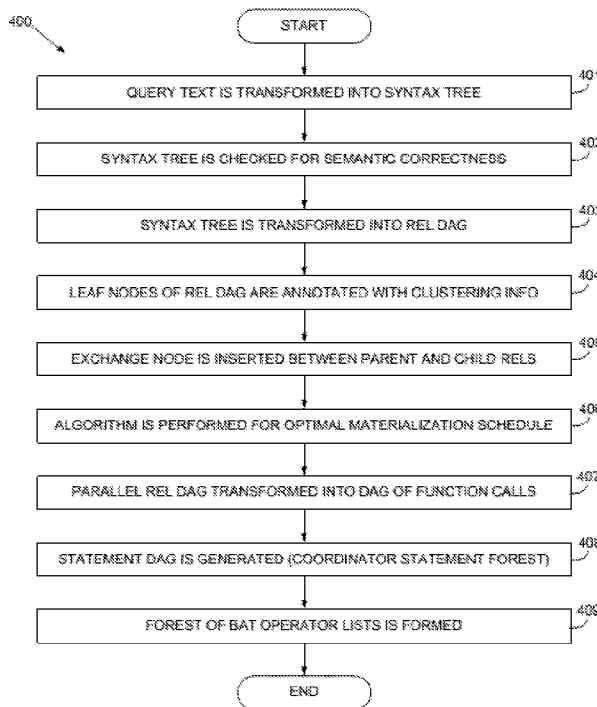 400
START
401
QUERY TEXT IS TRANSFORMED INTO SYNTAX TREE
402
SYNTAX TREE IS CHECKED FOR SEMANTIC CORRECTNESS
403
SYNTAX TREE IS TRANSFORMED INTO REL DAG
404
LEAF NODES OF REL DAG ARE ANNOTATED WITH CLUSTERING INFO
405
EXCHANGE NODE IS INSERTED BETWEEN PARENT AND CHILD RELS
406
ALGORITHM IS PERFORMED FOR OPTIMAL MATERIALIZATION SCHEDULE
407
PARALLEL REL DAG TRANSFORMED INTO DAG OF FUNCTION CALLS
408
STATEMENT DAG IS GENERATED (COORDINATOR STATEMENT FOREST)
409
FOREST OF BAT OPERATOR LISTS IS FORMED
END